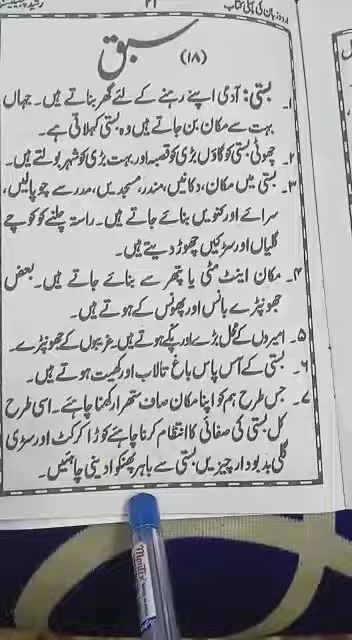 اردو زبان کی پہلی کتاب
۲۱
سبق (۱۸)
۱۔ بستی: آدمی اپنے رہنے کے لئے گھر بناتے ہیں۔ جہاں
بہت سے مکان بن جاتے ہیں وہ بستی کہلاتی ہے۔
۲۔ چھوٹی بستی کو گاؤں بڑی کو قصبہ اور بہت بڑی کو شہر بولتے ہیں۔
۳۔ بستی میں مکان، دکانیں، مندر، مسجدیں، مدرسے چوپالیں،
سرائے اور کنویں بنائے جاتے ہیں۔ راستہ چلنے کو کوچے
گلیاں اور سڑکیں چھوڑ دیتے ہیں۔
۴۔ مکان اینٹ مٹی یا پتھر سے بنائے جاتے ہیں۔ بعض
جھونپڑے بانس اور پھونس کے ہوتے ہیں۔
۵۔ امیروں کے محل بڑے اور پکے ہوتے ہیں۔ غریبوں کے جھونپڑے۔
۶۔ بستی کے آس پاس باغ تالاب اور کھیت ہوتے ہیں۔
۷۔ جس طرح ہم کو اپنا مکان صاف ستھرا رکھنا چاہئے۔ اسی طرح
کل بستی کی صفائی کا انتظام کرنا چاہئے کوڑا کرکٹ اور سڑی
گلی بدبودار چیزیں بستی سے باہر پھنکوا دینی چاہئیں۔
Montex